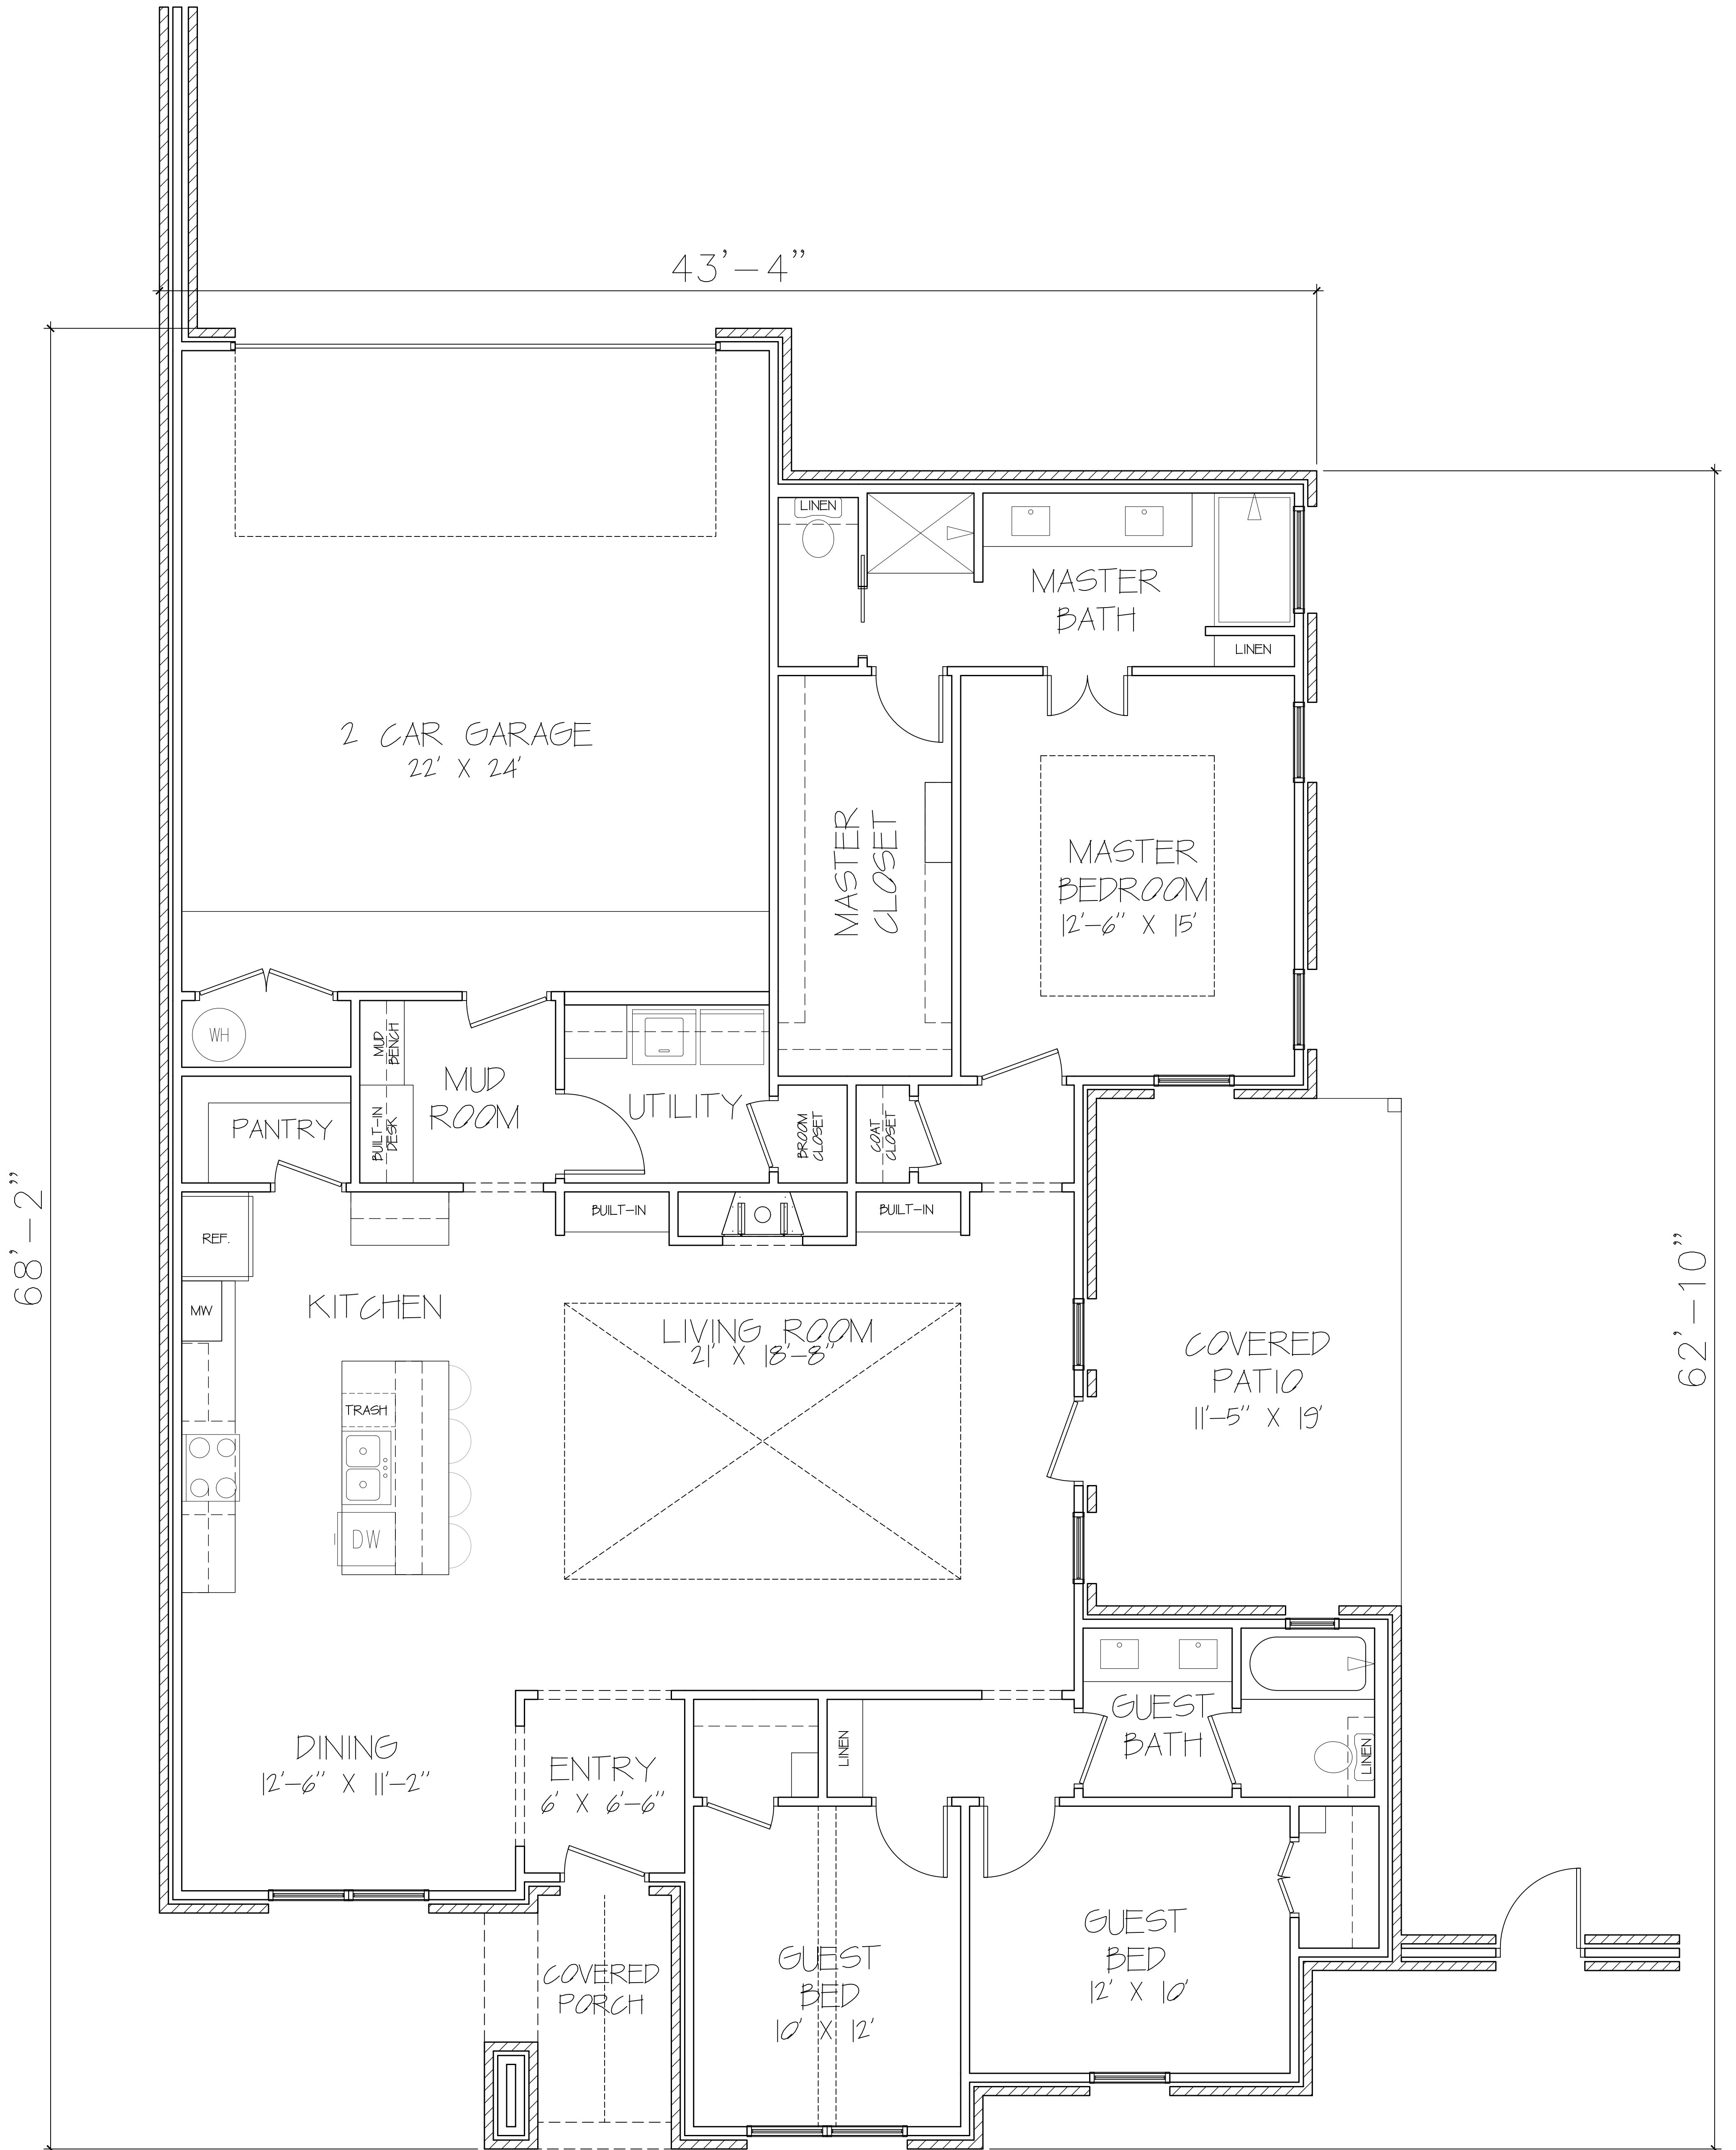 43'-4"
68'-2"
62'-10"
LINEN
MASTER
BATH
LINEN
2 CAR GARAGE
22' X 24'
MASTER
CLOSET
MASTER
BEDROOM
12'-6" X 15'
WH
MUD
BENCH
MUD
ROOM
UTILITY
PANTRY
BUILT-IN
DESK
BROOM
CLOSET
COAT
CLOSET
BUILT-IN
BUILT-IN
REF.
MW
KITCHEN
LIVING ROOM
21' X 18'-8"
COVERED
PATIO
11'-5" X 19'
TRASH
DW
GUEST
BATH
LINEN
LINEN
DINING
12'-6" X 11'-2"
ENTRY
6' X 6'-6"
COVERED
PORCH
GUEST
BED
10' X 12'
GUEST
BED
12' X 10'